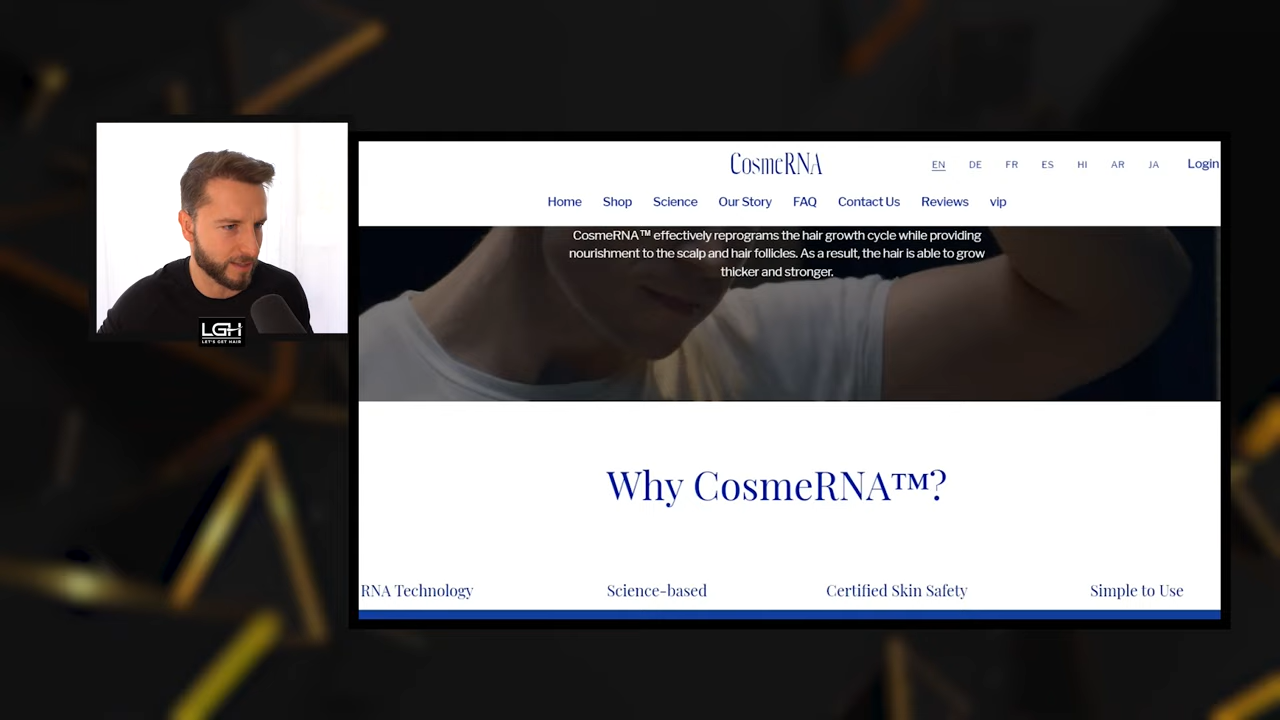 CosmeRNA
EN DE FR ES HI AR JA Login
Home Shop Science Our Story FAQ Contact Us Reviews vip
CosmeRNA™ effectively reprograms the hair growth cycle while providing
nourishment to the scalp and hair follicles. As a result, the hair is able to grow
thicker and stronger.
LGH
LET'S GET HAIR
Why CosmeRNA™?
RNA Technology Science-based Certified Skin Safety Simple to Use